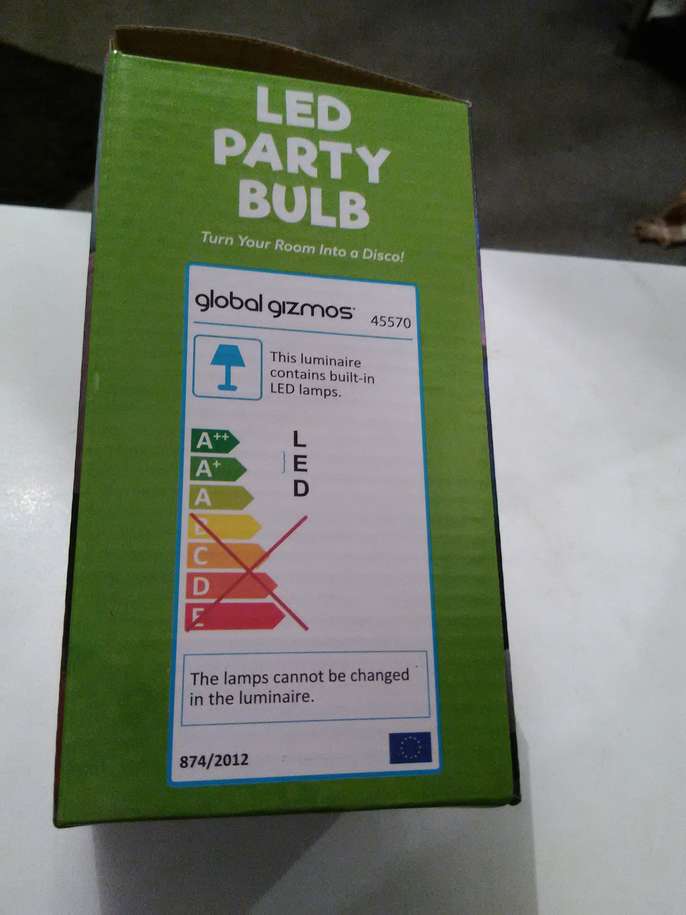 LED
PARTY
BULB
Turn Your Room Into a Disco!
global gizmos
45570
This luminaire
contains built-in
LED lamps.
A++
A+
A
B
C
D
E
L
E
D
The lamps cannot be changed
in the luminaire.
874/2012